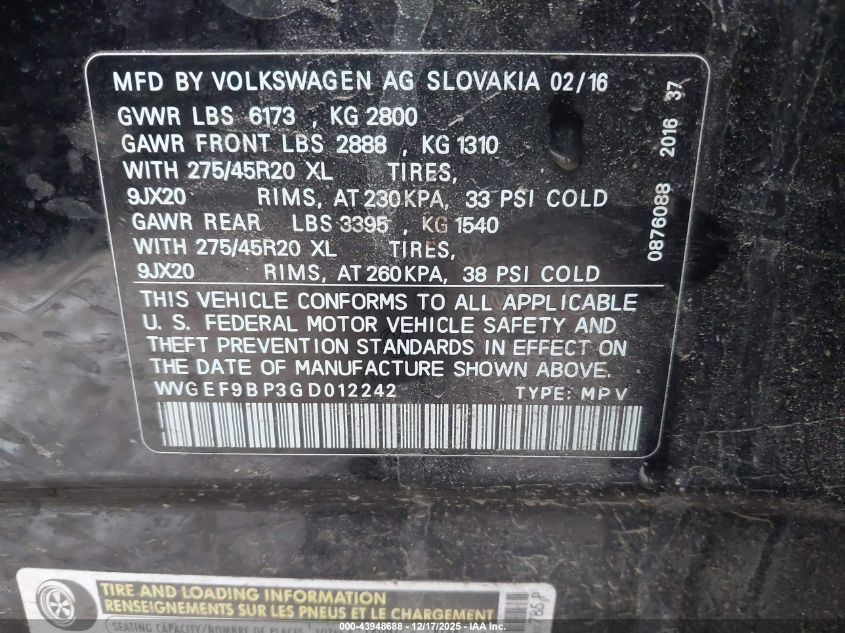 MFD BY VOLKSWAGEN AG SLOVAKIA 02/16
GVWR LBS 6173 , KG 2800
GAWR FRONT LBS 2888 , KG 1310
WITH 275/45R20 XL TIRES,
9JX20 RIMS, AT 230KPA, 33 PSI COLD
GAWR REAR LBS 3395 , KG 1540
WITH 275/45R20 XL TIRES,
9JX20 RIMS, AT 260KPA, 38 PSI COLD
THIS VEHICLE CONFORMS TO ALL APPLICABLE
U. S. FEDERAL MOTOR VEHICLE SAFETY AND
THEFT PREVENTION STANDARDS IN EFFECT ON
THE DATE OF MANUFACTURE SHOWN ABOVE.
WVGEF9BP3GD012242 TYPE: MPV
0876088 2016 37
TIRE AND LOADING INFORMATION
RENSEIGNEMENTS SUR LES PNEUS ET LE CHARGEMENT
SEATING CAPACITY
000-43948688 - 12/17/2025 - IAA Inc.